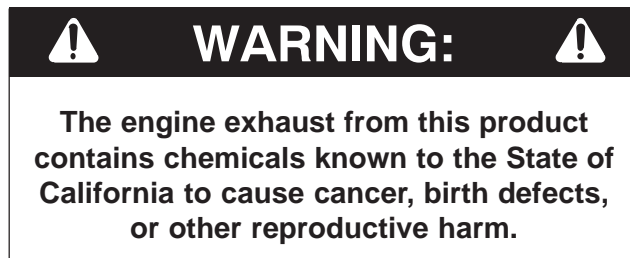 WARNING:
The engine exhaust from this product
contains chemicals known to the State of
California to cause cancer, birth defects,
or other reproductive harm.